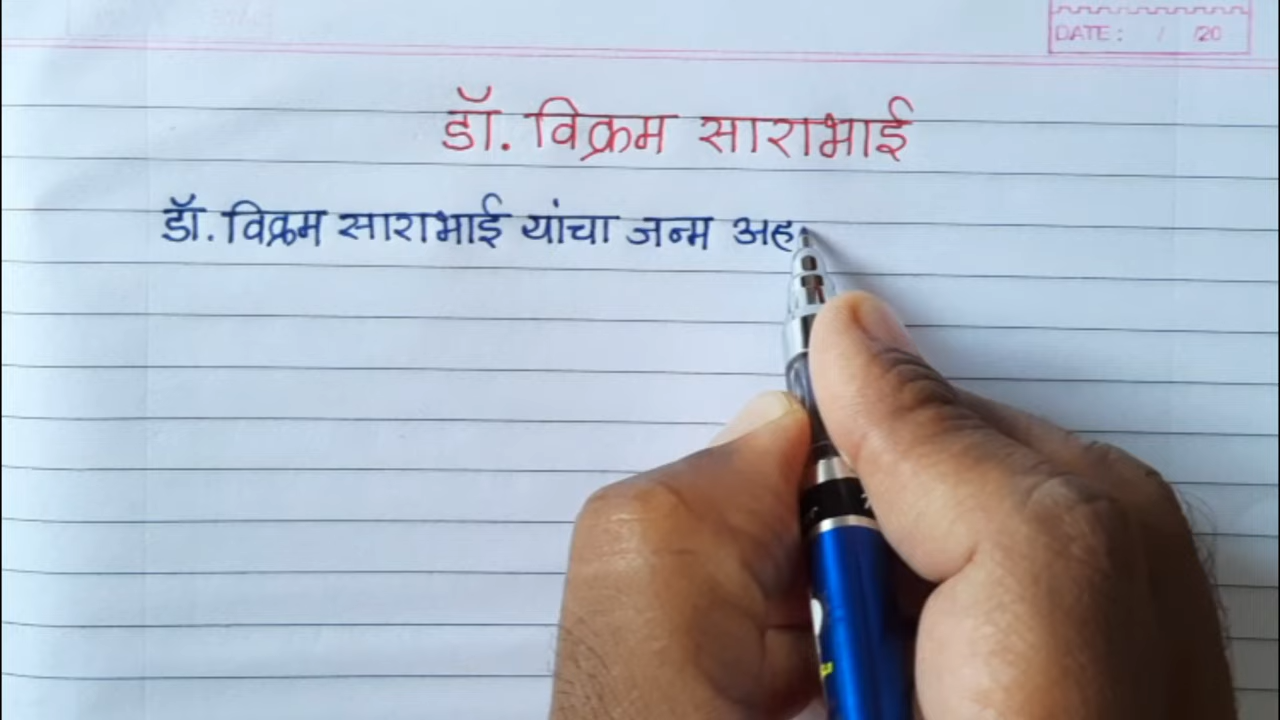 DATE: / /20
डॉ. विक्रम साराभाई
डॉ. विक्रम साराभाई यांचा जन्म अह